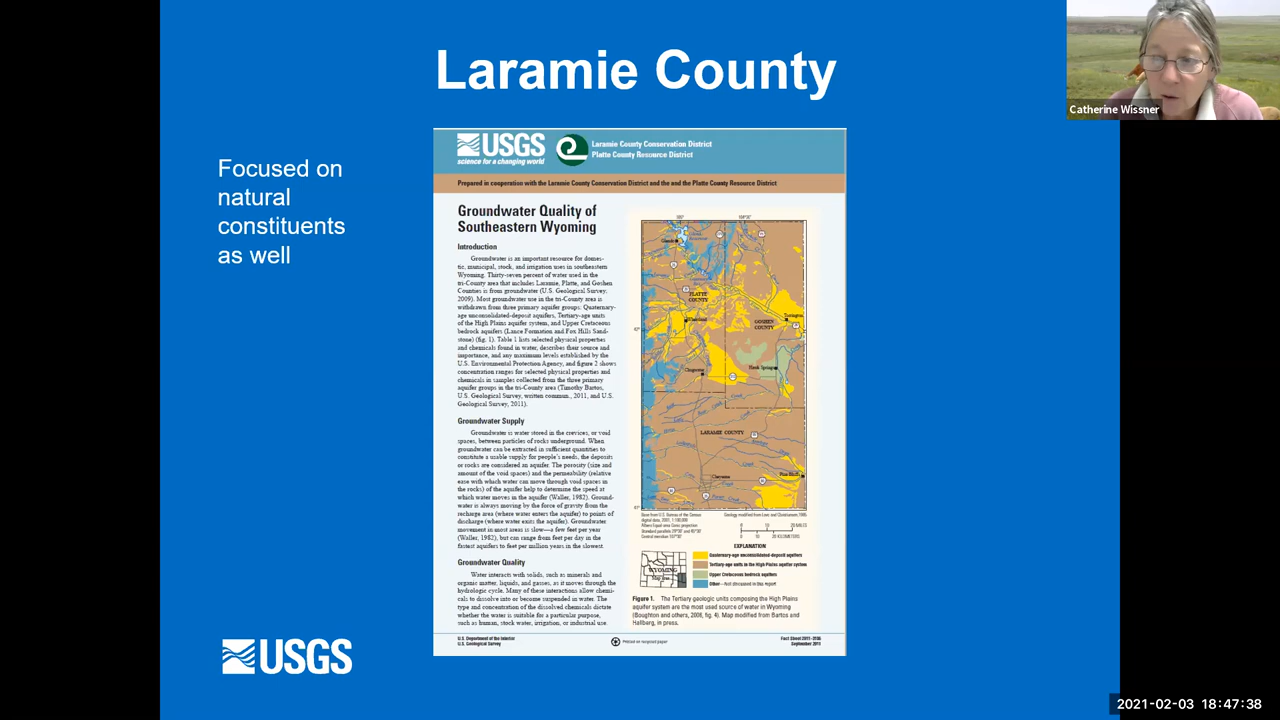 Laramie County
Catherine Wissner
Focused on
natural
constituents
as well
USGS
science for a changing world
Laramie County Conservation District
Platte County Resource District
Prepared in cooperation with the Laramie County Conservation District and the and the Platte County Resource District
Groundwater Quality of
Southeastern Wyoming
Introduction
Groundwater is an important resource for domes-
tic, municipal, stock, and irrigation uses in southeastern
Wyoming. Thirty-seven percent of water used in the
tri-County area that includes Laramie, Platte, and Goshen
Counties is from groundwater (U.S. Geological Survey,
2009). Most groundwater use in the tri-County area is
withdrawn from three primary aquifer groups: Quaternary-
age unconsolidated-deposit aquifers, Tertiary-age units
of the High Plains aquifer system, and Upper Cretaceous
bedrock aquifers (Lance Formation and Fox Hills Sand-
stone) (fig. 1). Table 1 lists selected physical properties
and chemicals found in water, describes their source and
importance, and any maximum levels established by the
U.S. Environmental Protection Agency, and figure 2 shows
concentration ranges for selected physical properties and
chemicals in samples collected from the three primary
aquifer groups in the tri-County area (Timothy Bartos,
U.S. Geological Survey, written commun., 2011, and U.S.
Geological Survey, 2011).
Groundwater Supply
Groundwater is water stored in the crevices, or void
spaces, between particles of rocks underground. When
groundwater can be extracted in sufficient quantities to
constitute a usable supply for people's needs, the deposits
or rocks are considered an aquifer. The porosity (size and
amount of the void spaces) and the permeability (relative
ease with which water can move through void spaces in
the rocks) of the aquifer help to determine the speed at
which water moves in the aquifer (Waller, 1982). Ground-
water is always moving by the force of gravity from the
recharge area (where water enters the aquifer) to points of
discharge (where water exits the aquifer). Groundwater
movement in most areas is slow—a few feet per year
(Waller, 1982), but can range from feet per day in the
fastest aquifers to feet per million years in the slowest.
Groundwater Quality
Water interacts with solids, such as minerals and
organic matter, liquids, and gasses, as it moves through the
hydrologic cycle. Many of these interactions allow chemi-
cals to dissolve into or become suspended in water. The
type and concentration of the dissolved chemicals dictate
whether the water is suitable for a particular purpose,
such as human, stock water, irrigation, or industrial use.
PLATTE
COUNTY
Wheatland
GOSHEN
COUNTY
Torrington
Chugwater
LARAMIE COUNTY
Cheyenne
Pine Bluffs
20 MILES
20 KILOMETERS
EXPLANATION
Quaternary-age unconsolidated-deposit aquifers
Tertiary-age units in the High Plains aquifer system
Upper Cretaceous bedrock aquifers
Other—Not discussed in this report
WYOMING
Figure 1. The Tertiary geologic units composing the High Plains
aquifer system are the most used source of water in Wyoming
(Boughton and others, 2006, fig. 4). Map modified from Bartos and
Hallberg, in press.
U.S. Department of the Interior
U.S. Geological Survey
Printed on recycled paper
September 2011
USGS
2021-02-03 18:47:38